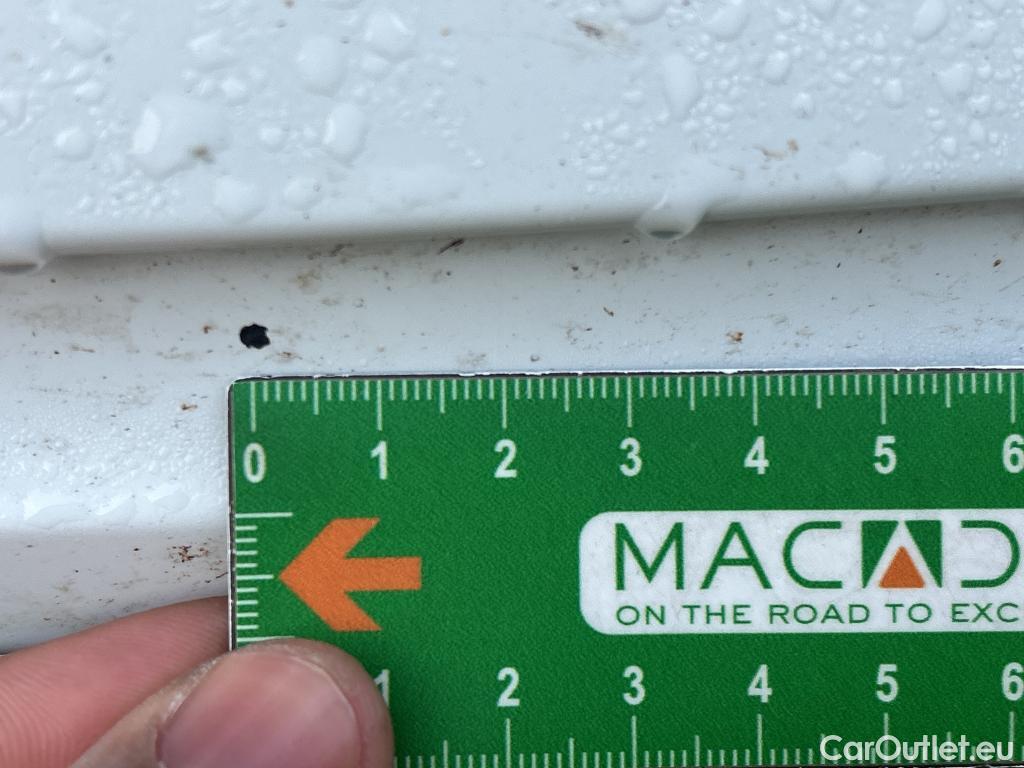 0 1 2 3 4 5 6
MACAD
ON THE ROAD TO EXC
1 2 3 4 5 6
CarOutlet.eu